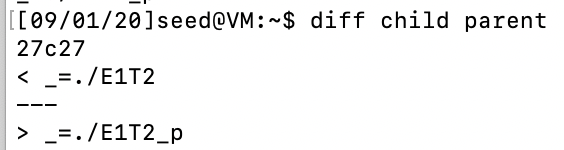 [[09/01/20]seed@VM:~$ diff child parent
27c27
< _=./E1T2
---
> _=./E1T2_p